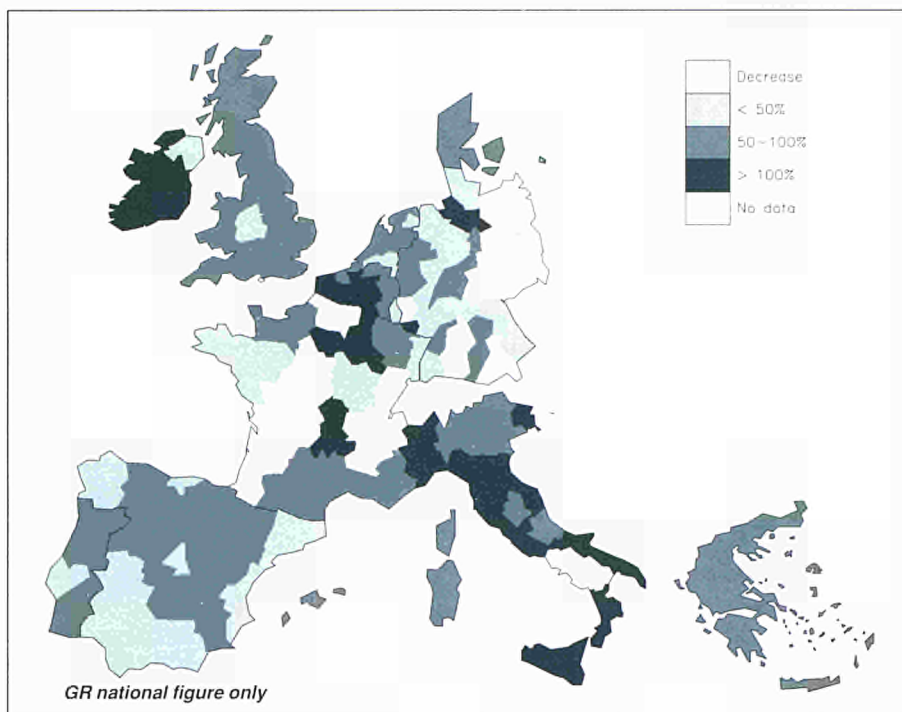 Decrease
< 50%
50-100%
> 100%
No data
GR national figure only